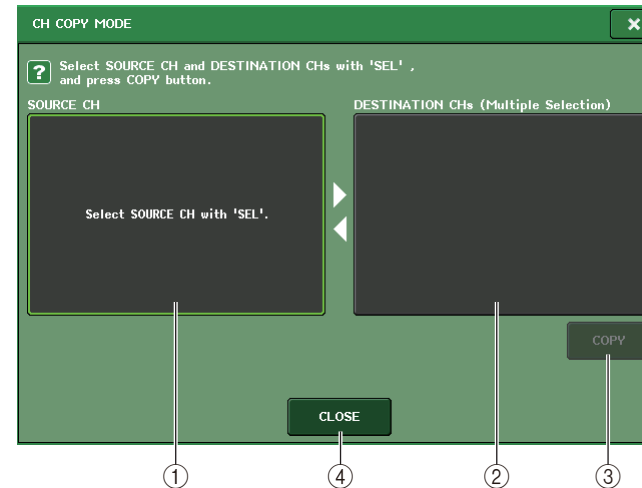 CH COPY MODE
?
Select SOURCE CH and DESTINATION CHs with 'SEL' ,
and press COPY button.
SOURCE CH
DESTINATION CHs (Multiple Selection)
Select SOURCE CH with 'SEL'.
COPY
CLOSE
①
④
②
③